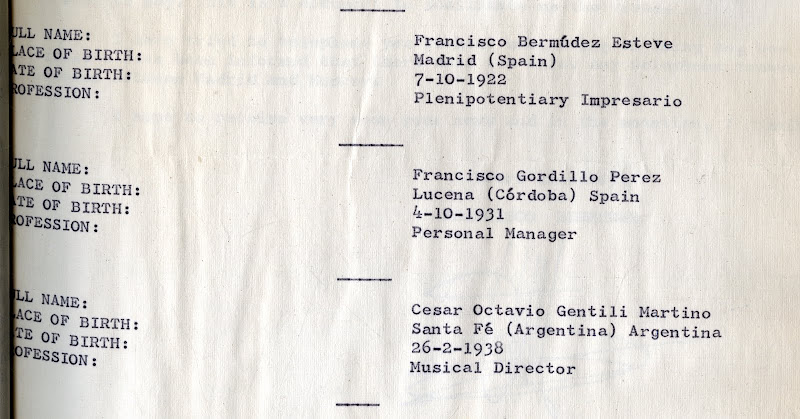 ULL NAME: Francisco Bermúdez Esteve
LACE OF BIRTH: Madrid (Spain)
ATE OF BIRTH: 7-10-1922
ROFESSION: Plenipotentiary Impresario
ULL NAME: Francisco Gordillo Perez
LACE OF BIRTH: Lucena (Córdoba) Spain
ATE OF BIRTH: 4-10-1931
ROFESSION: Personal Manager
ULL NAME: Cesar Octavio Gentili Martino
LACE OF BIRTH: Santa Fé (Argentina) Argentina
TE OF BIRTH: 26-2-1938
OFESSION: Musical Director